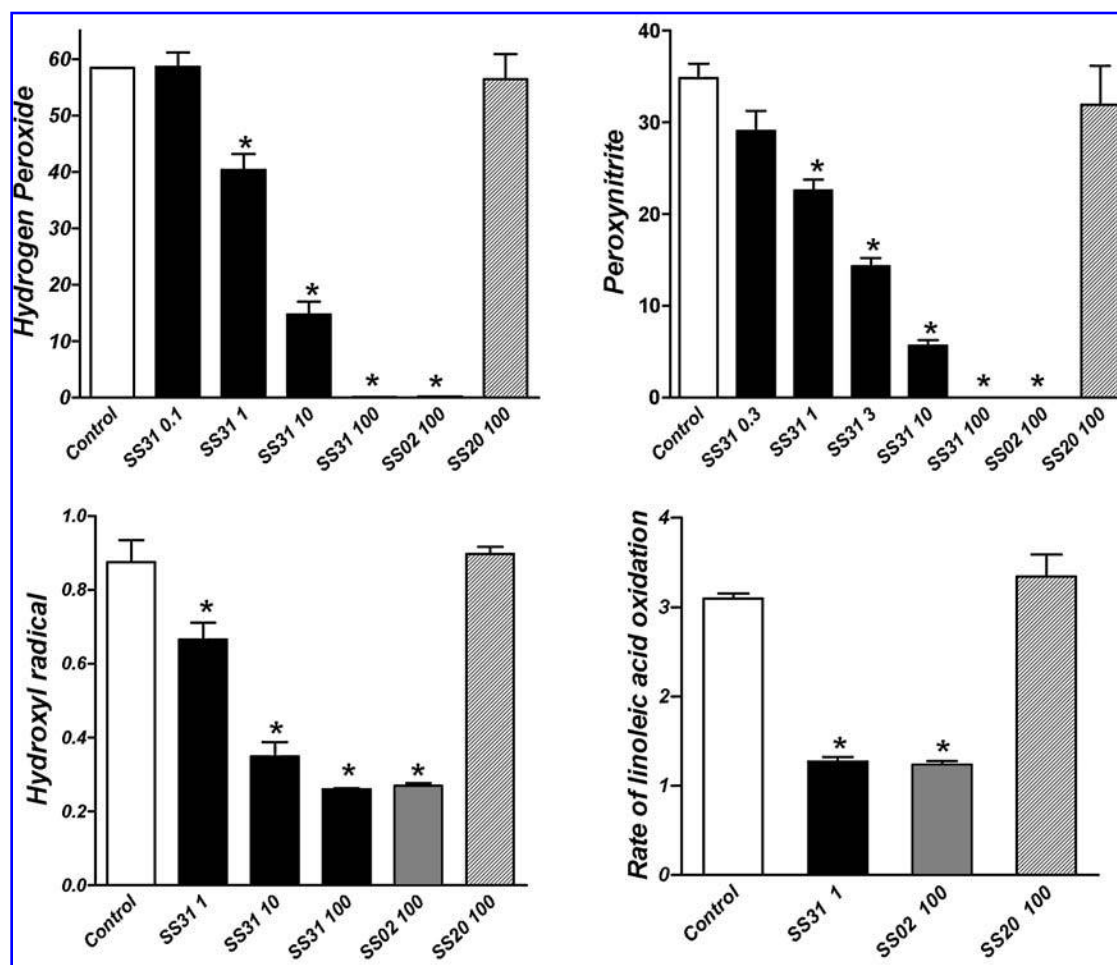 Hydrogen Peroxide
60
50
40
30
20
10
0
* * * *
Control SS31 0.1 SS31 1 SS31 10 SS31 100 SS02 100 SS20 100
Peroxynitrite
40
30
20
10
0
* * * * *
Control SS31 0.3 SS31 1 SS31 3 SS31 10 SS31 100 SS02 100 SS20 100
Hydroxyl radical
1.0
0.8
0.6
0.4
0.2
0.0
* * * *
Control SS31 1 SS31 10 SS31 100 SS02 100 SS20 100
Rate of linoleic acid oxidation
4
3
2
1
0
* *
Control SS31 1 SS02 100 SS20 100